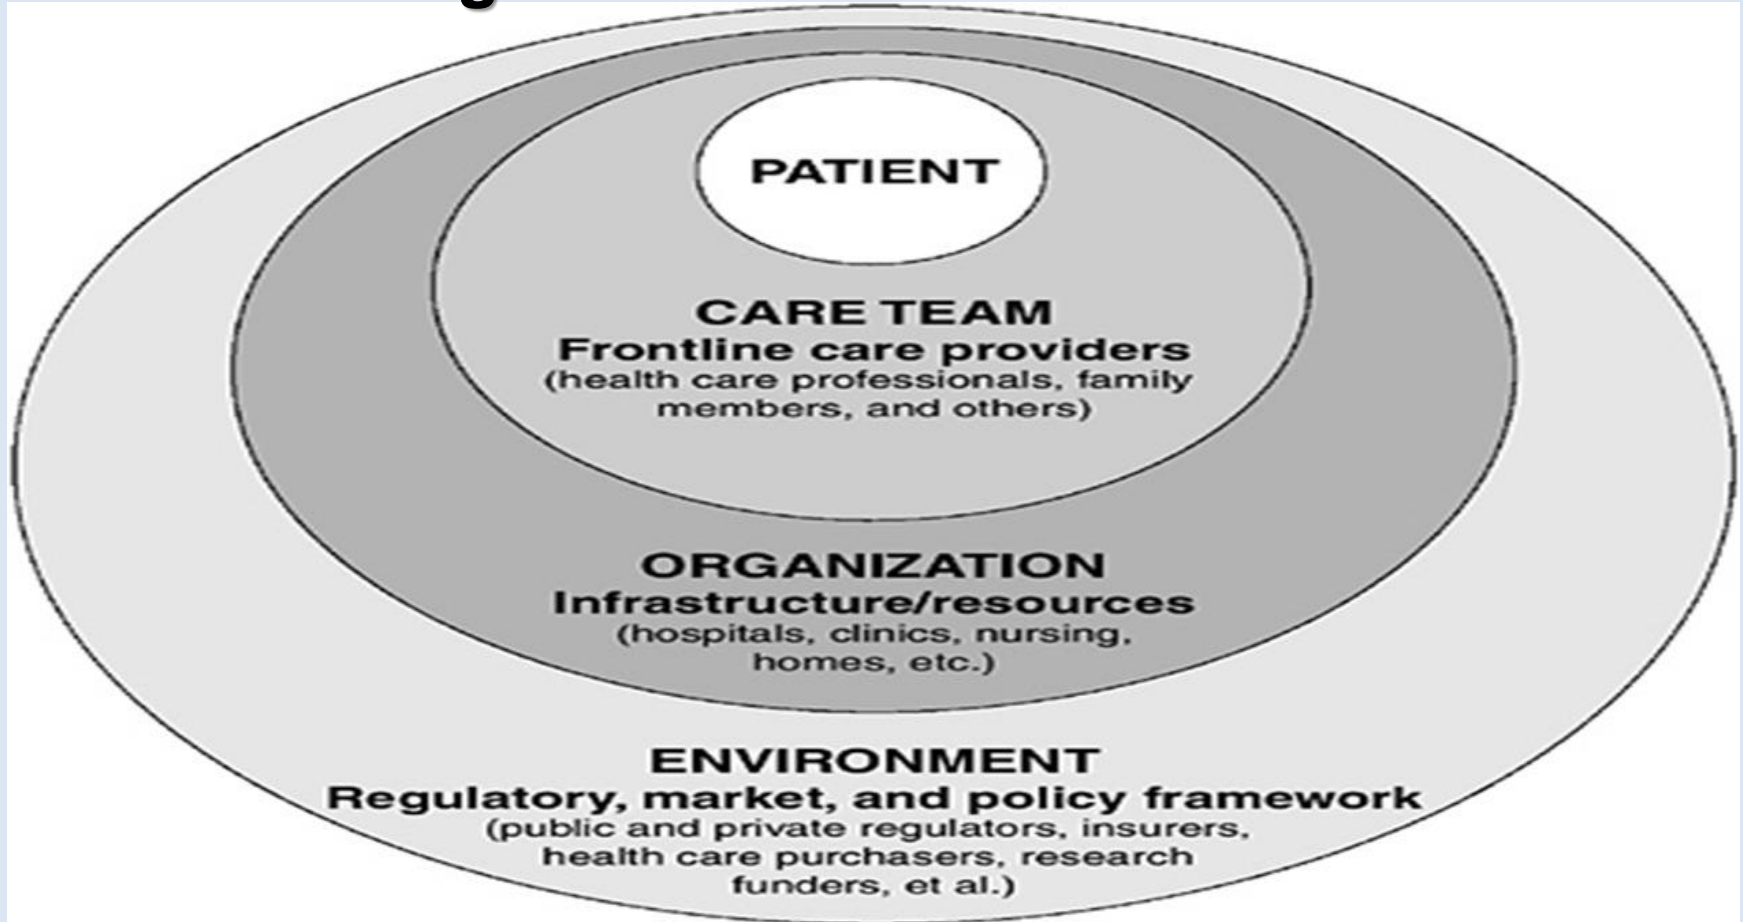 PATIENT
CARE TEAM
Frontline care providers
(health care professionals, family
members, and others)
ORGANIZATION
Infrastructure/resources
(hospitals, clinics, nursing,
homes, etc.)
ENVIRONMENT
Regulatory, market, and policy framework
(public and private regulators, insurers,
health care purchasers, research
funders, et al.)